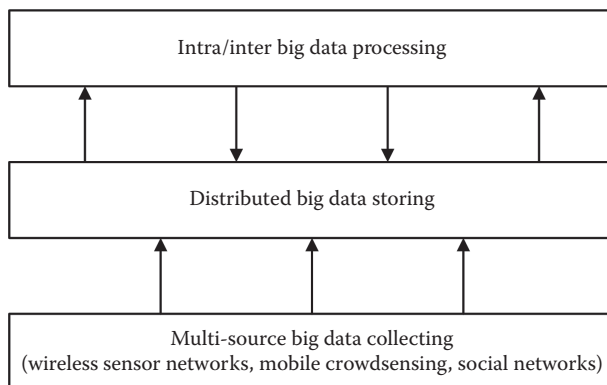 Intra/inter big data processing
Distributed big data storing
Multi-source big data collecting
(wireless sensor networks, mobile crowdsensing, social networks)